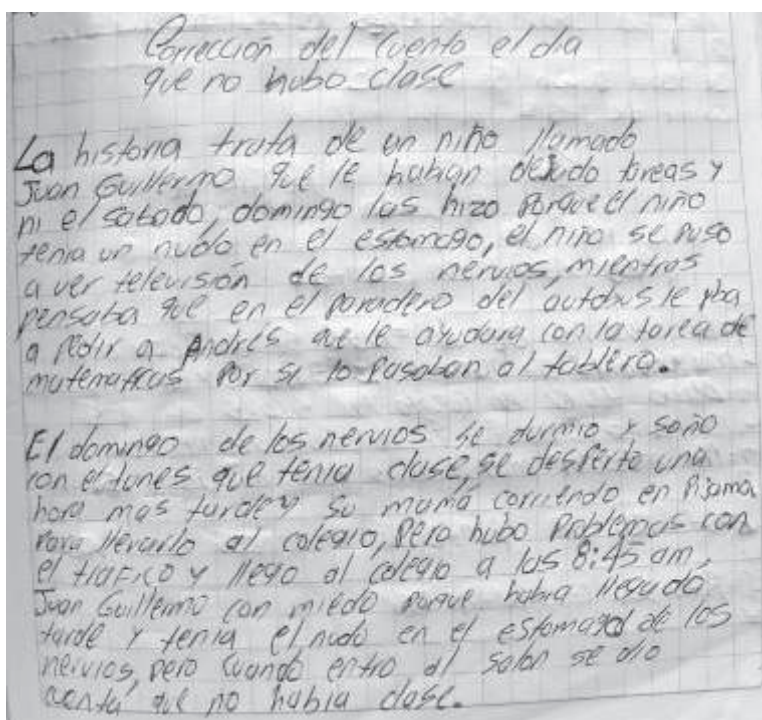 Corrección del Cuento el dia
que no hubo clase
La historia trata de un niño llamado
Juan Guillermo que le habian dejado tareas y
ni el sabado, domingo las hizo porque el niño
tenia un nudo en el estomago, el niño se puso
a ver televisión de los nervios, mientras
pensaba que en el paradero del autobus le iba
a pedir a Andrés que le ayudara con la tarea de
matematicas por si lo pasaban al tablero.
El domingo de los nervios se durmio y soño
con el lunes que tenia clase, se desperto una
hora mas tarde y su mamá corriendo en pijama
para llevarlo al colegio, pero hubo problemas con
el trafico y llego al colegio a las 8:45 am,
Juan Guillermo con miedo porque habia llegado
tarde y tenia el nudo en el estomago de los
nervios, pero cuando entro al salon se dio
cuenta que no habia clase.